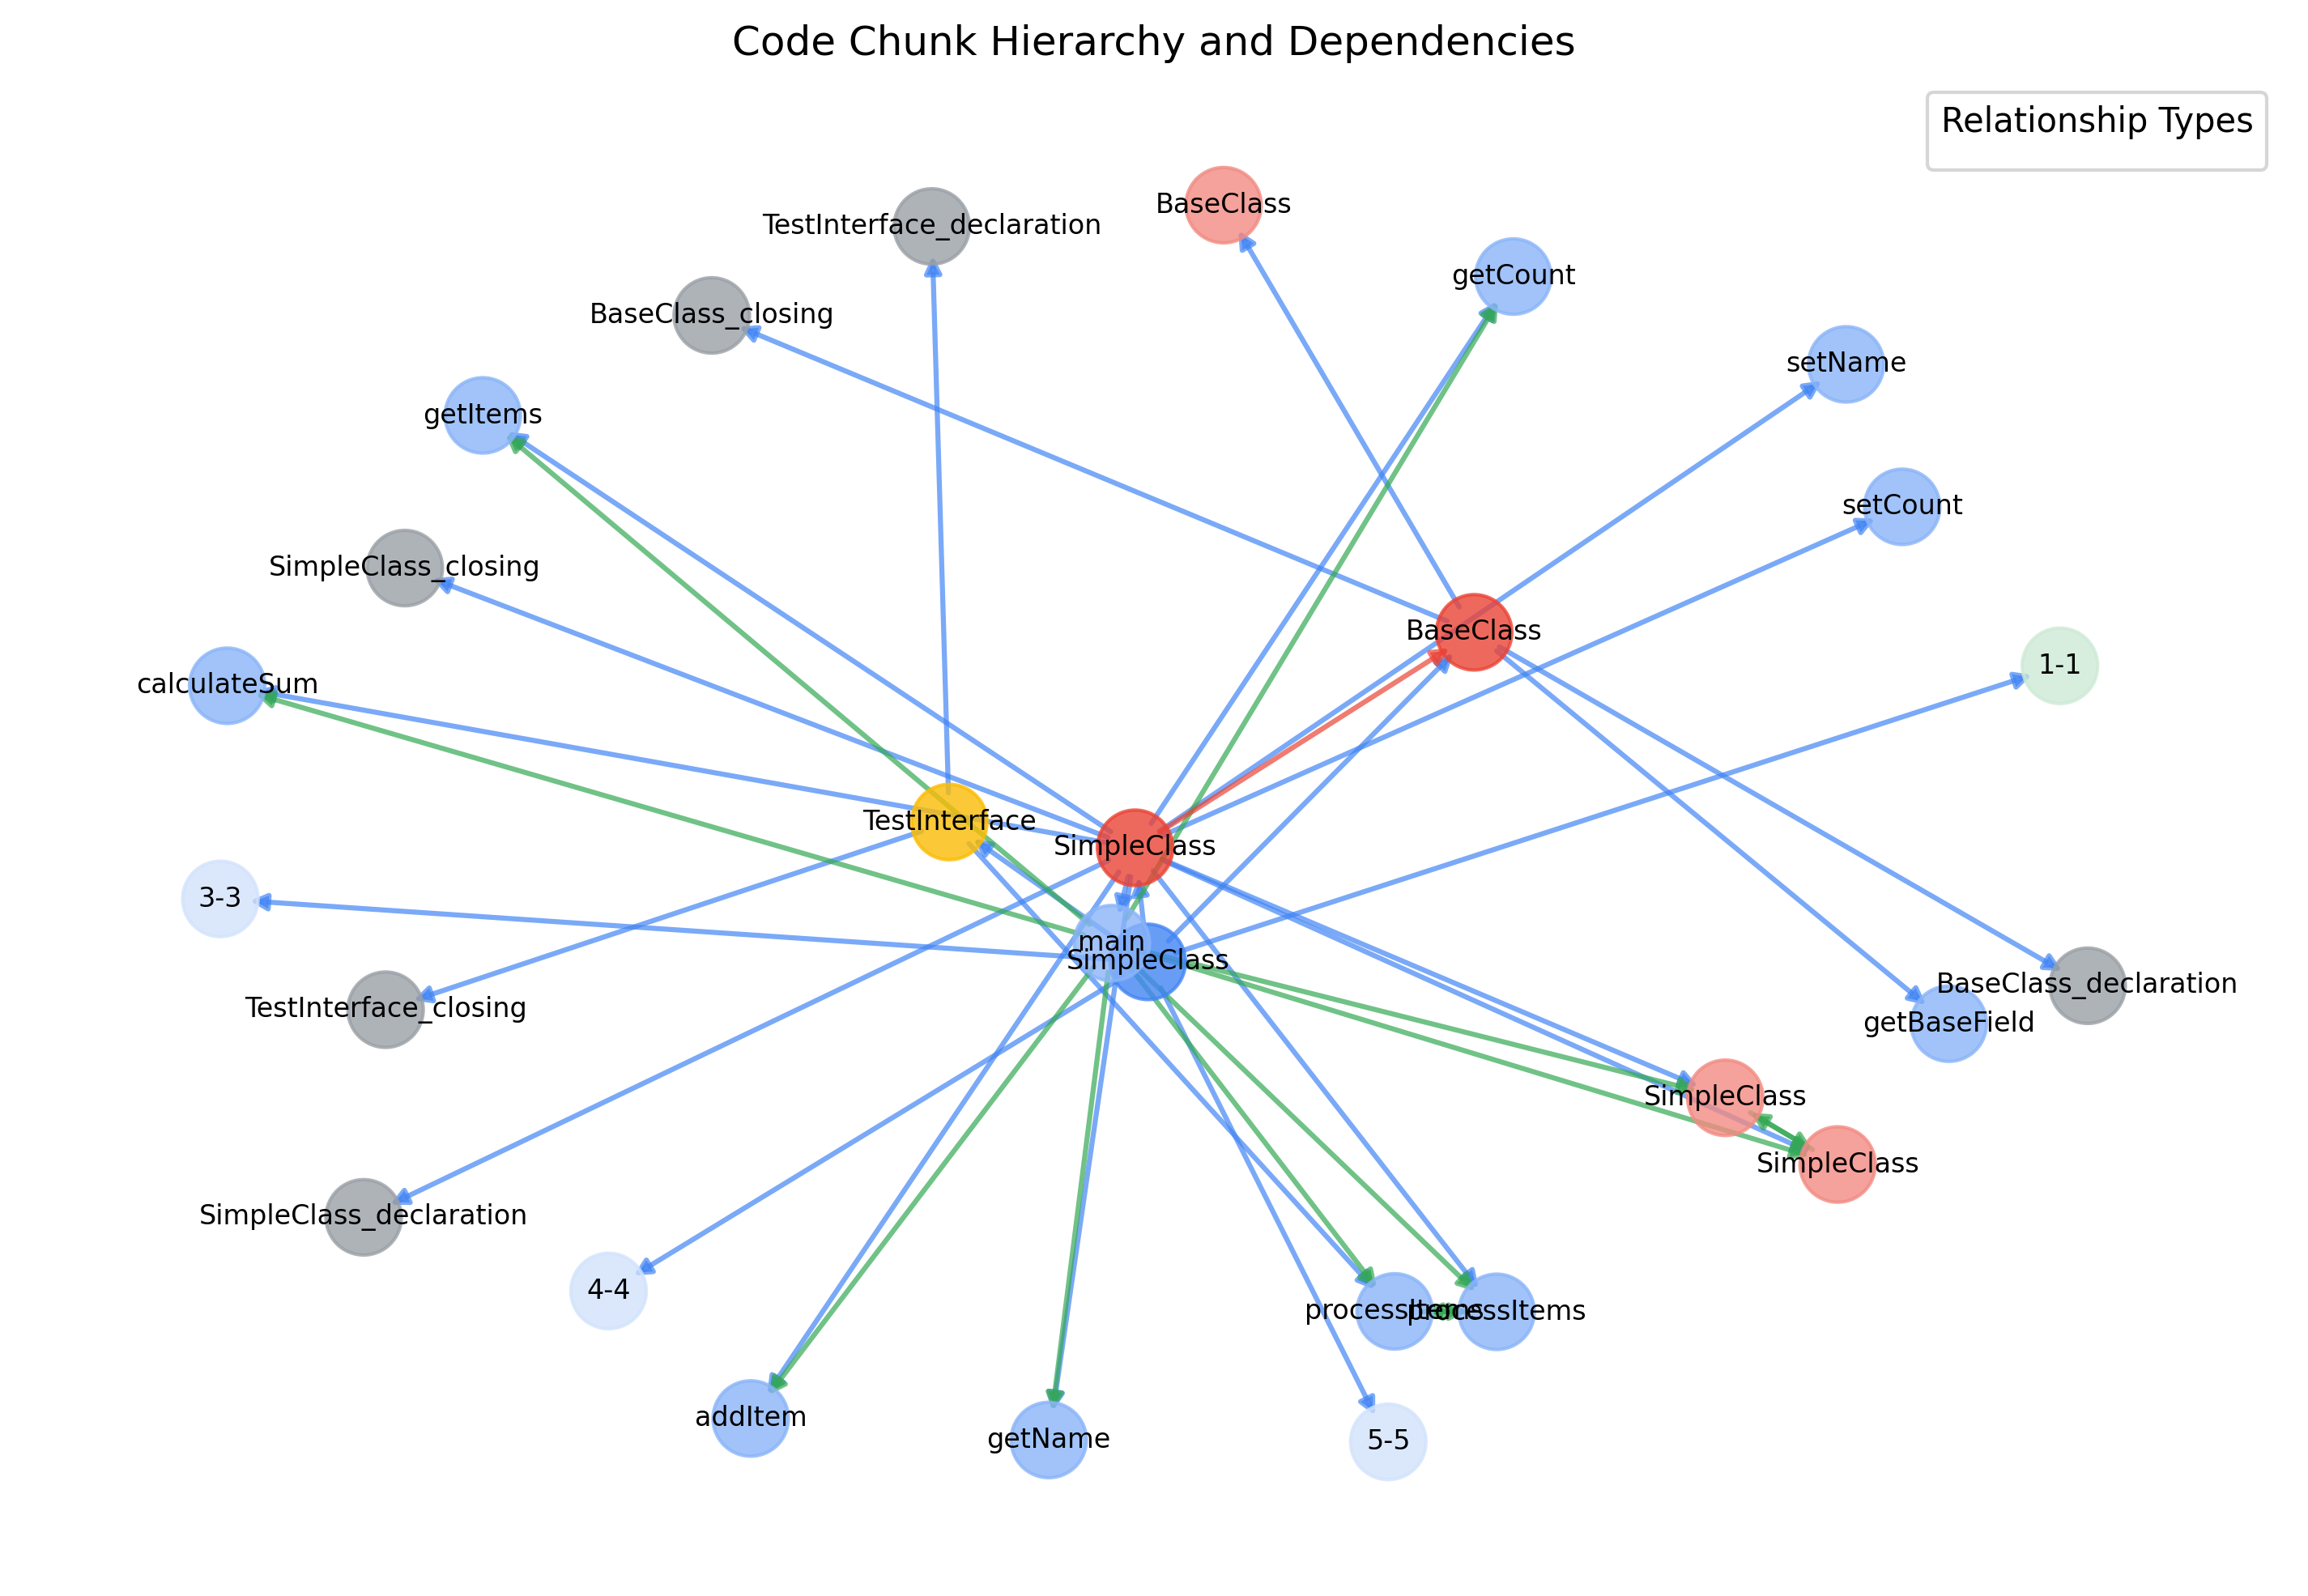 Code Chunk Hierarchy and Dependencies
Relationship Types
BaseClass
TestInterface_declaration
getCount
BaseClass_closing
setName
getItems
setCount
SimpleClass_closing
BaseClass
1-1
calculateSum
TestInterface
SimpleClass
3-3
main
SimpleClass
BaseClass_declaration
TestInterface_closing
getBaseField
SimpleClass
SimpleClass
SimpleClass_declaration
4-4
processItems
processItems
addItem
getName
5-5